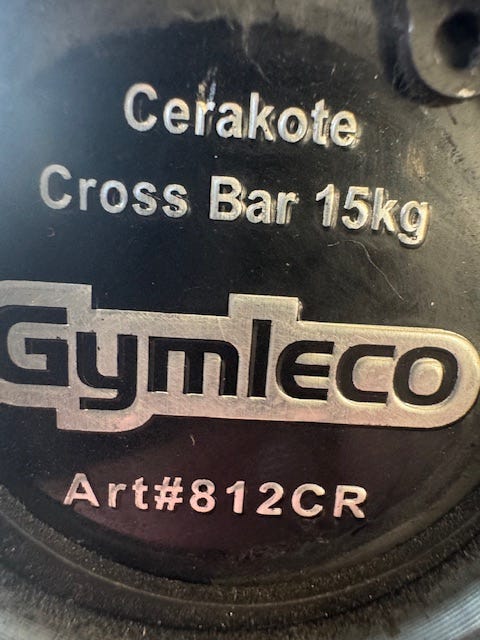 Cerakote
Cross Bar 15kg
Gymleco
Art#812CR